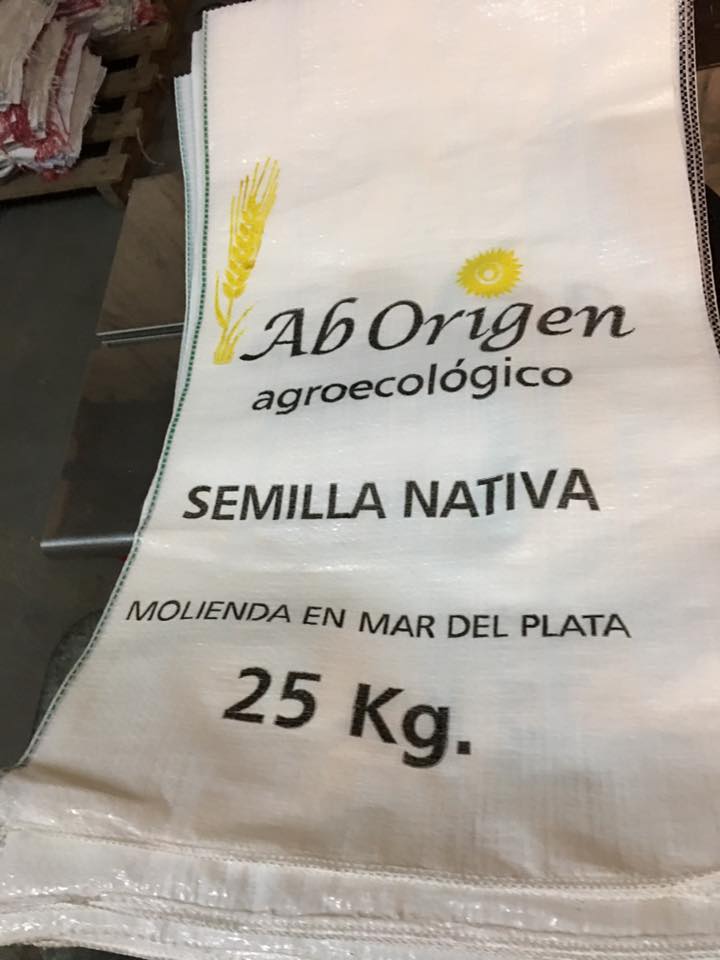 Ab Origen
agroecológico
SEMILLA NATIVA
MOLIENDA EN MAR DEL PLATA
25 Kg.